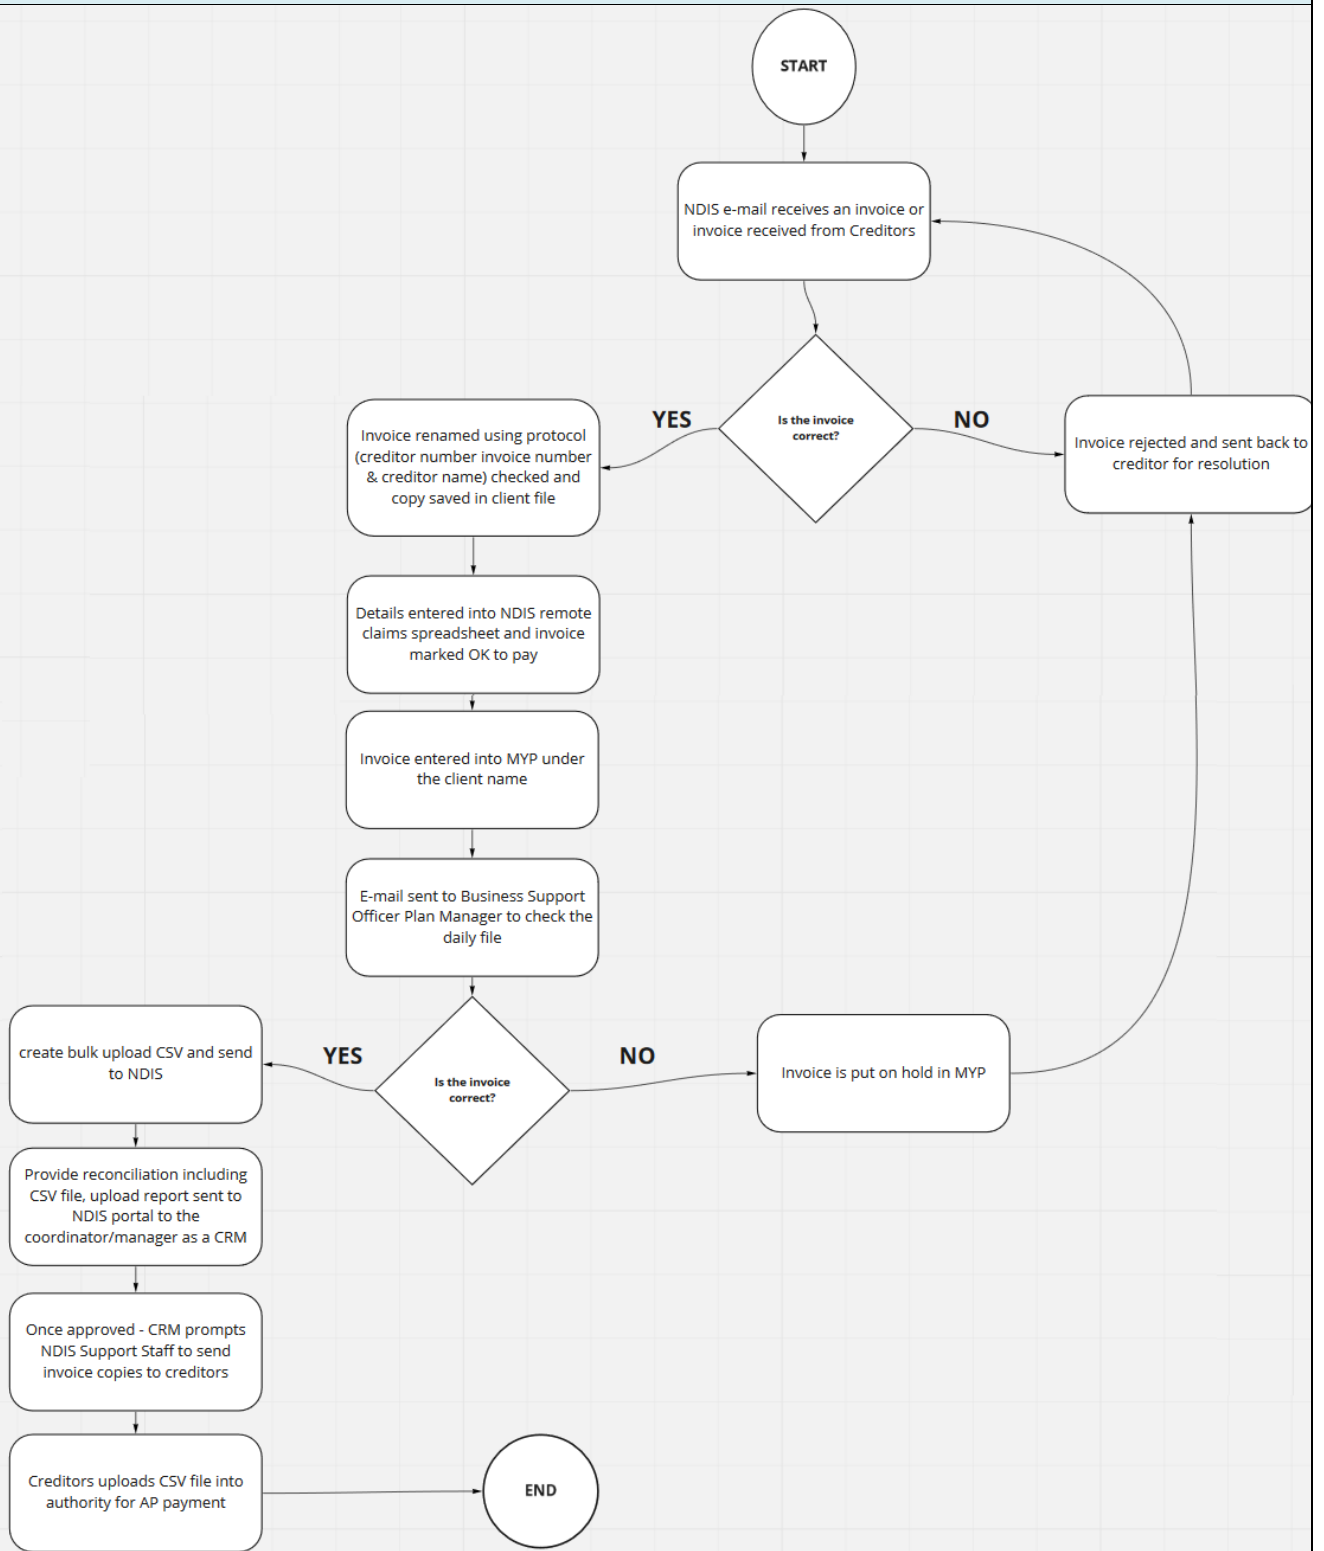 START
NDIS e-mail receives an invoice or
invoice received from Creditors
Is the invoice
correct?
YES
NO
Invoice renamed using protocol
(creditor number invoice number
& creditor name) checked and
copy saved in client file
Invoice rejected and sent back to
creditor for resolution
Details entered into NDIS remote
claims spreadsheet and invoice
marked OK to pay
Invoice entered into MYP under
the client name
E-mail sent to Business Support
Officer Plan Manager to check the
daily file
Is the invoice
correct?
YES
NO
create bulk upload CSV and send
to NDIS
Invoice is put on hold in MYP
Provide reconciliation including
CSV file, upload report sent to
NDIS portal to the
coordinator/manager as a CRM
Once approved - CRM prompts
NDIS Support Staff to send
invoice copies to creditors
Creditors uploads CSV file into
authority for AP payment
END